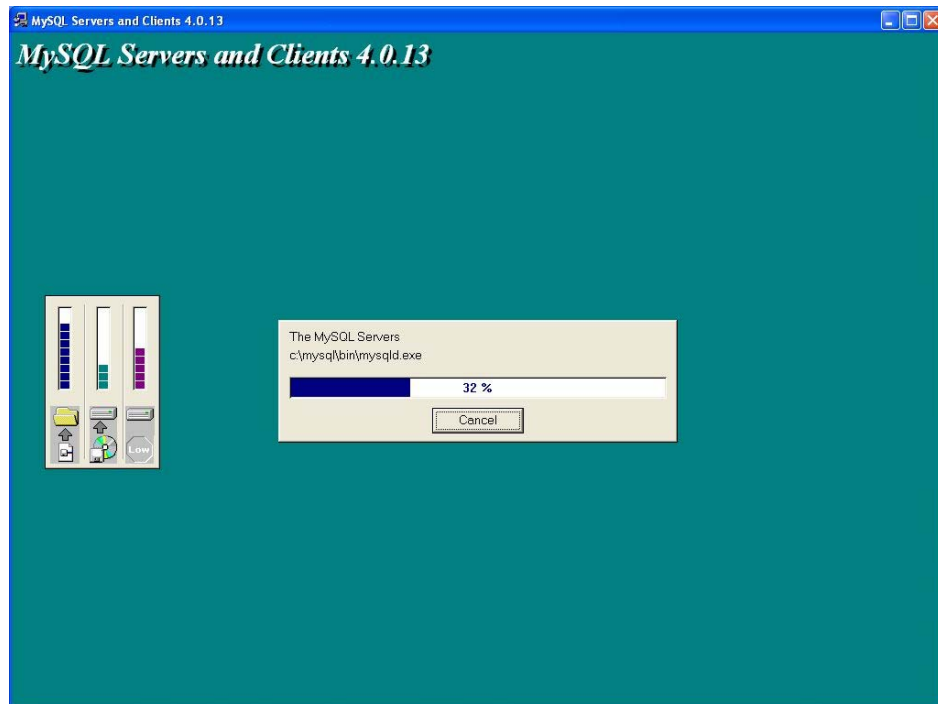 MySQL Servers and Clients 4.0.13
MySQL Servers and Clients 4.0.13
The MySQL Servers
c:\mysql\bin\mysqld.exe
32 %
Cancel
Low